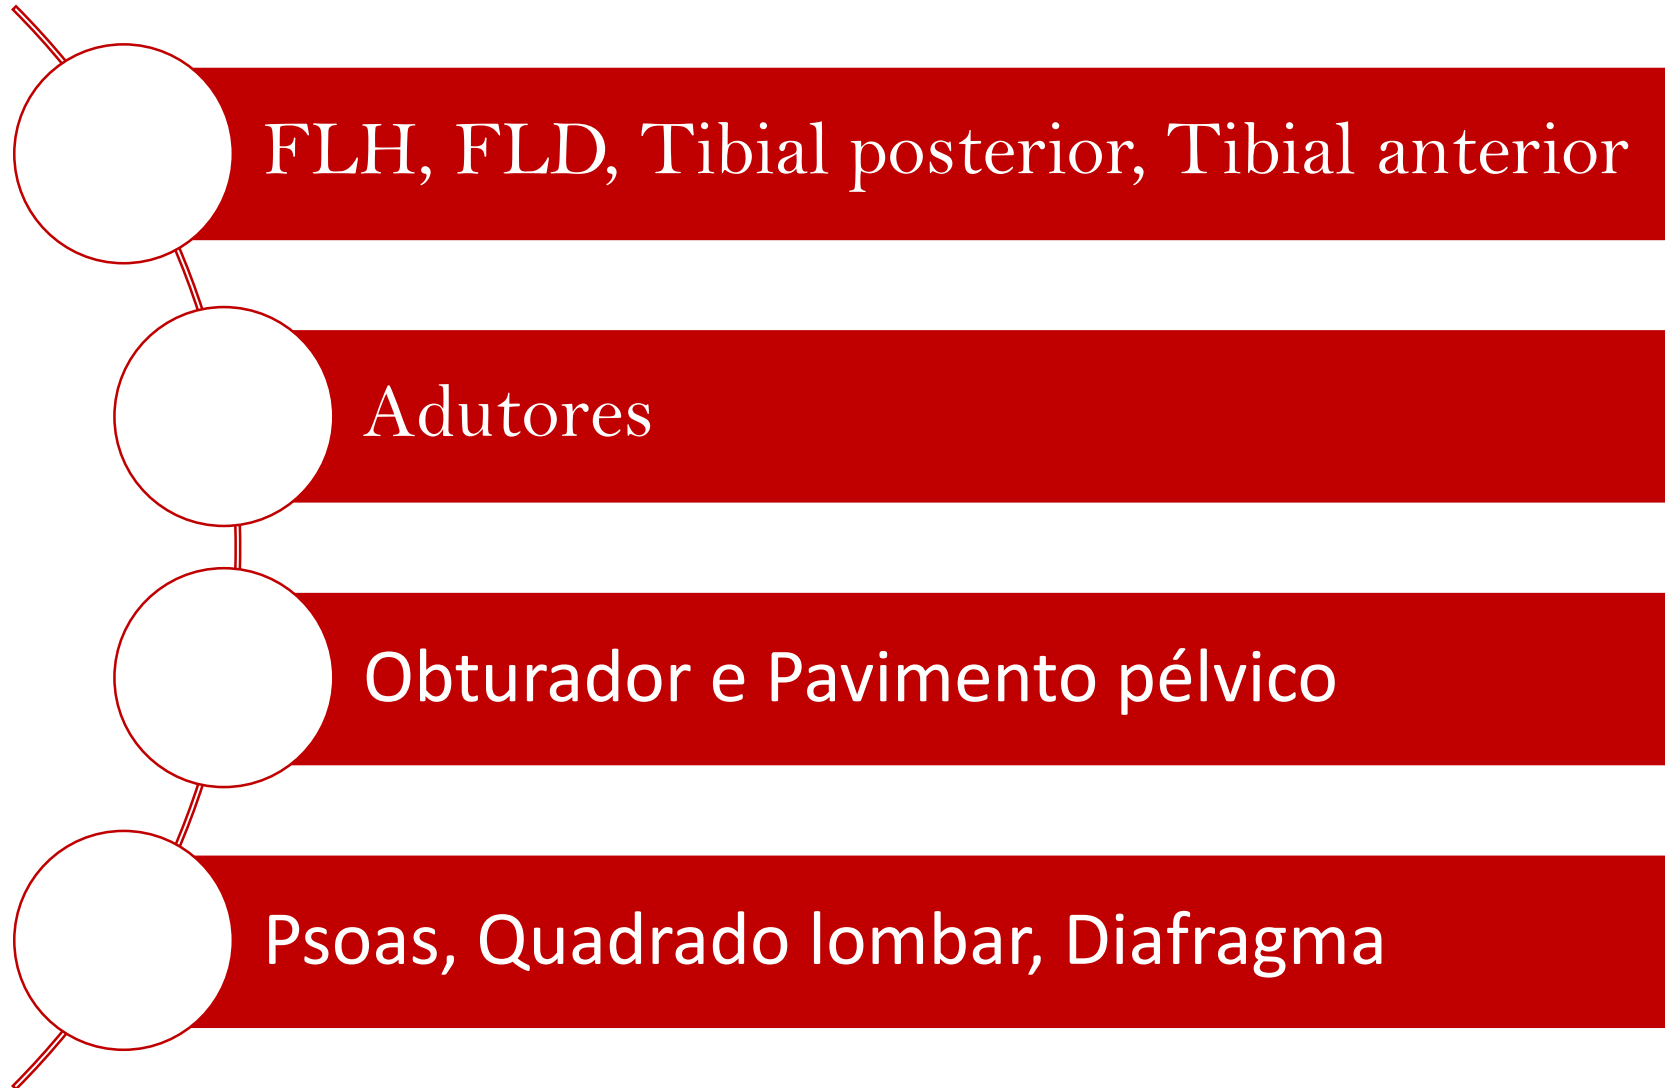 FLH, FLD, Tibial posterior, Tibial anterior
Adutores
Obturador e Pavimento pélvico
Psoas, Quadrado lombar, Diafragma